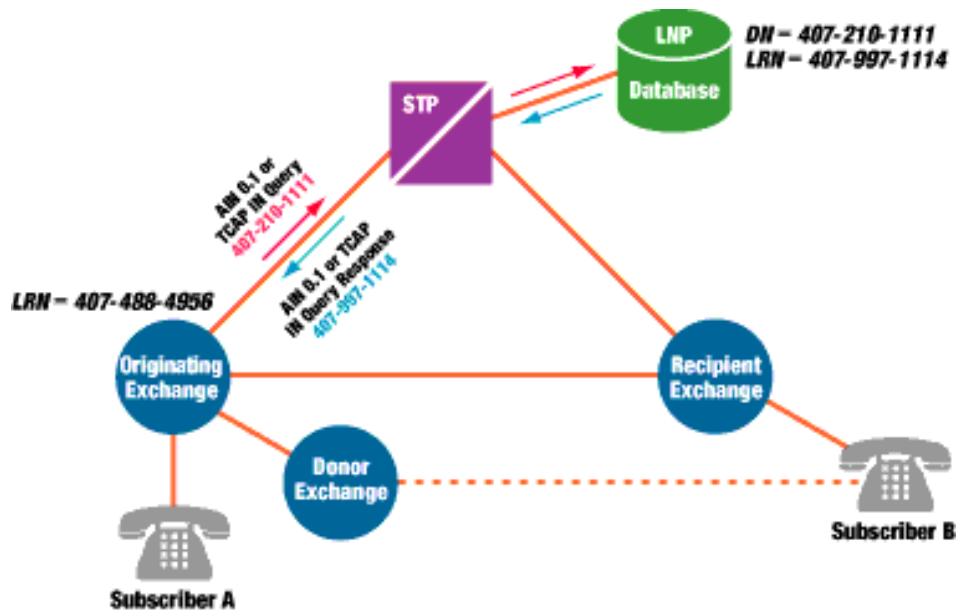 LNP
Database
DN = 407-210-1111
LRN = 407-997-1114
STP
AIN 0.1 or
TCAP IN Query
407-210-1111
AIN 0.1 or TCAP
IN Query Response
407-997-1114
LRN = 407-488-4956
Originating
Exchange
Recipient
Exchange
Donor
Exchange
Subscriber A
Subscriber B